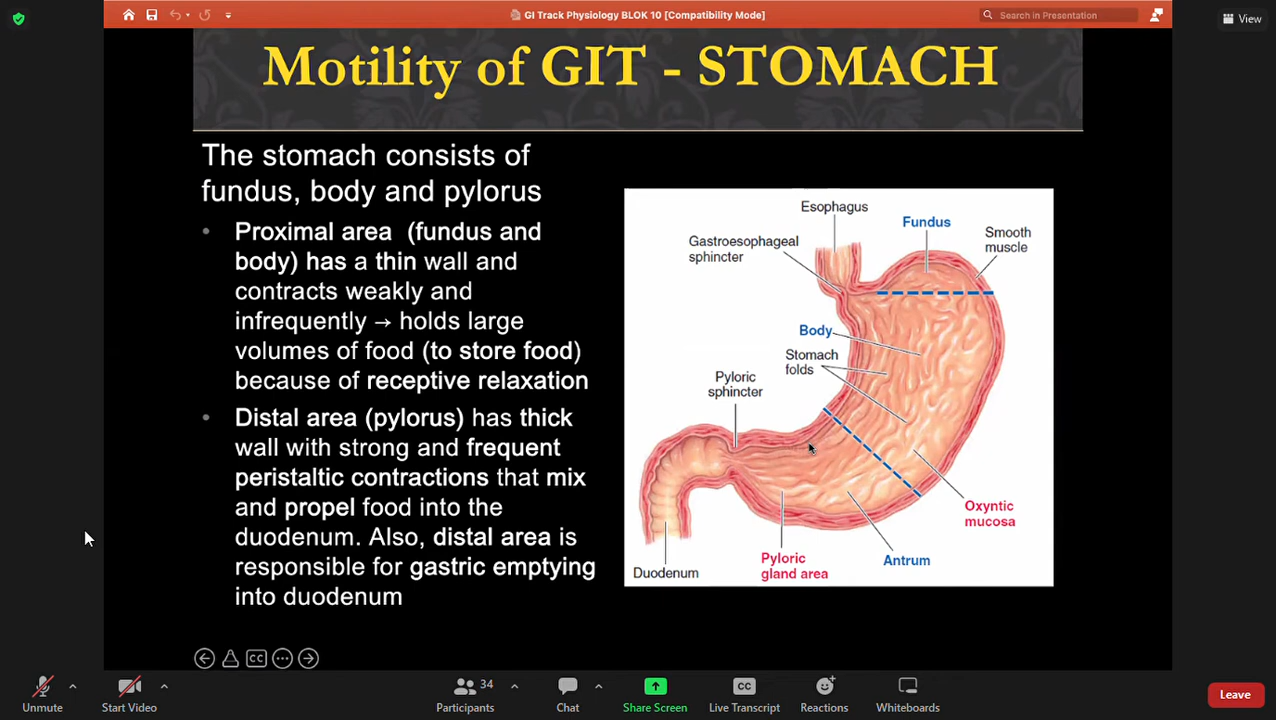 GI Track Physiology BLOK 10 [Compatibility Mode]
Search in Presentation
View
Motility of GIT - STOMACH
The stomach consists of
fundus, body and pylorus
• Proximal area (fundus and
body) has a thin wall and
contracts weakly and
infrequently → holds large
volumes of food (to store food)
because of receptive relaxation
• Distal area (pylorus) has thick
wall with strong and frequent
peristaltic contractions that mix
and propel food into the
duodenum. Also, distal area is
responsible for gastric emptying
into duodenum
Esophagus
Fundus
Gastroesophageal
sphincter
Smooth
muscle
Body
Stomach
folds
Pyloric
sphincter
Oxyntic
mucosa
Pyloric
gland area
Antrum
Duodenum
CC
Unmute
Start Video
34
Participants
Chat
Share Screen
CC
Live Transcript
Reactions
Whiteboards
Leave